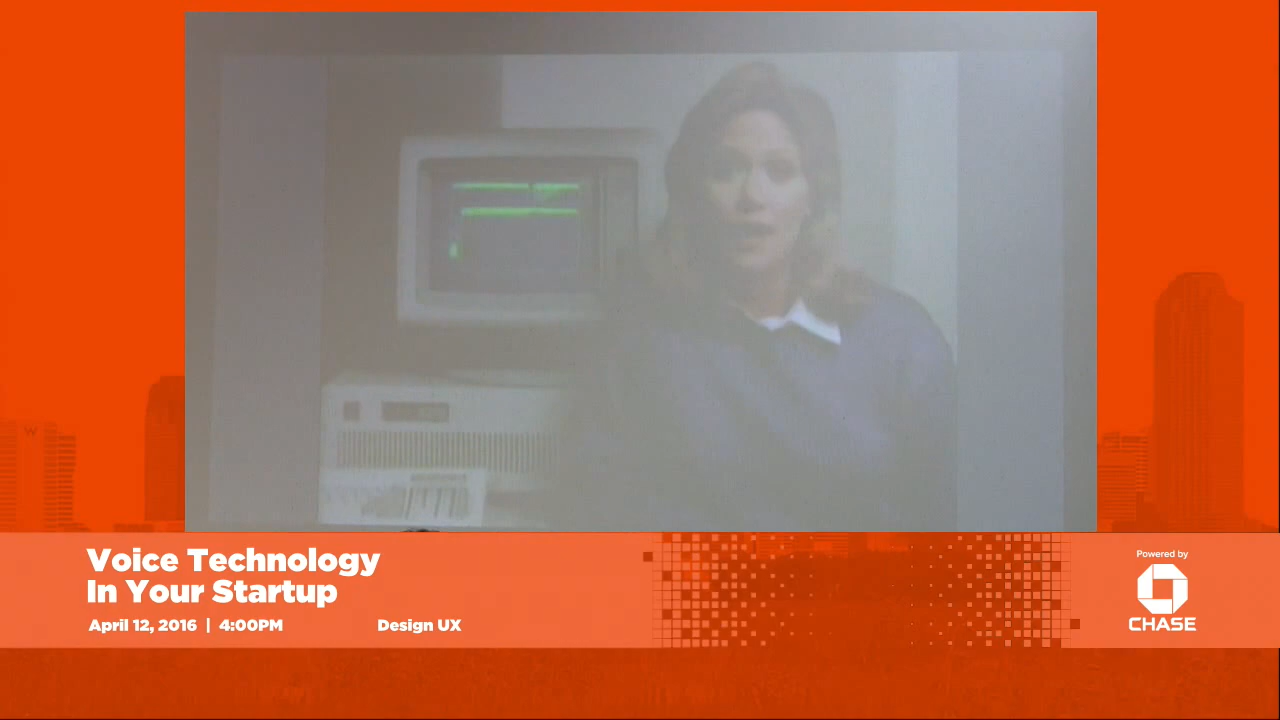 Voice Technology
In Your Startup
April 12, 2016 | 4:00PM Design UX
Powered by
CHASE